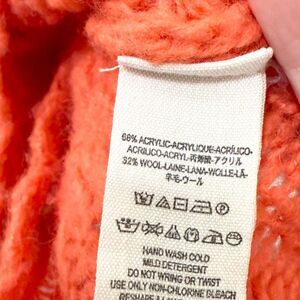 68% ACRYLIC-ACRYLIQUE-ACRÍLICO-
ACRILICO-ACRYL-丙烯酸-アクリル
32% WOOL-LAINE-LANA-WOLLE-LÃ-
羊毛-ウール
HAND WASH COLD
MILD DETERGENT
DO NOT WRING OR TWIST
USE ONLY NON-CHLORINE BLEACH